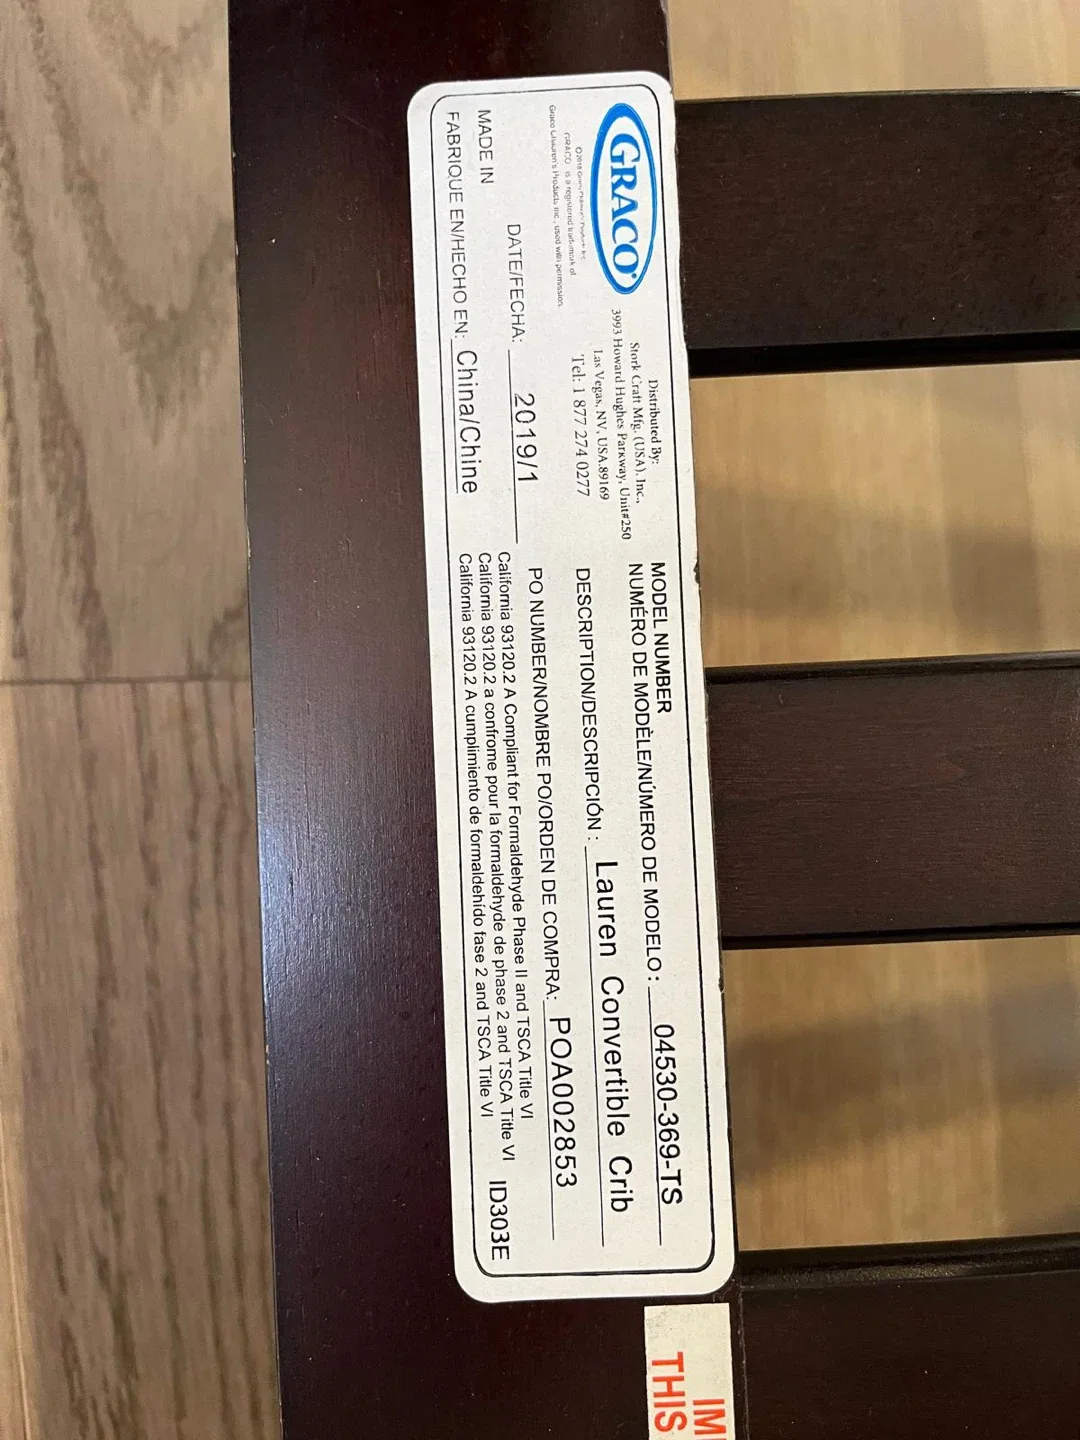 GRACO
©2018 Graco Children's Products Inc.
GRACO is a registered trademark of
Graco Children's Products Inc., used with permission.
Distributed By:
Stork Craft Mfg. (USA). Inc.,
3993 Howard Hughes Parkway, Unit#250
Las Vegas, NV, USA.89169
Tel: 1 877 274 0277
DATE/FECHA: 2019/1
MADE IN
FABRIQUE EN/HECHO EN: China/Chine
MODEL NUMBER
NUMÉRO DE MODÈLE/NÚMERO DE MODELO: 04530-369-TS
DESCRIPTION/DESCRIPCIÓN: Lauren Convertible Crib
PO NUMBER/NOMBRE PO/ORDEN DE COMPRA: POA002853
California 93120.2 A Compliant for Formaldehyde Phase II and TSCA Title VI
California 93120.2 a confrome pour la formaldehyde de phase 2 and TSCA Title VI
California 93120.2 A cumplimiento de formaldehído fase 2 and TSCA Title VI
ID303E
IM
THIS